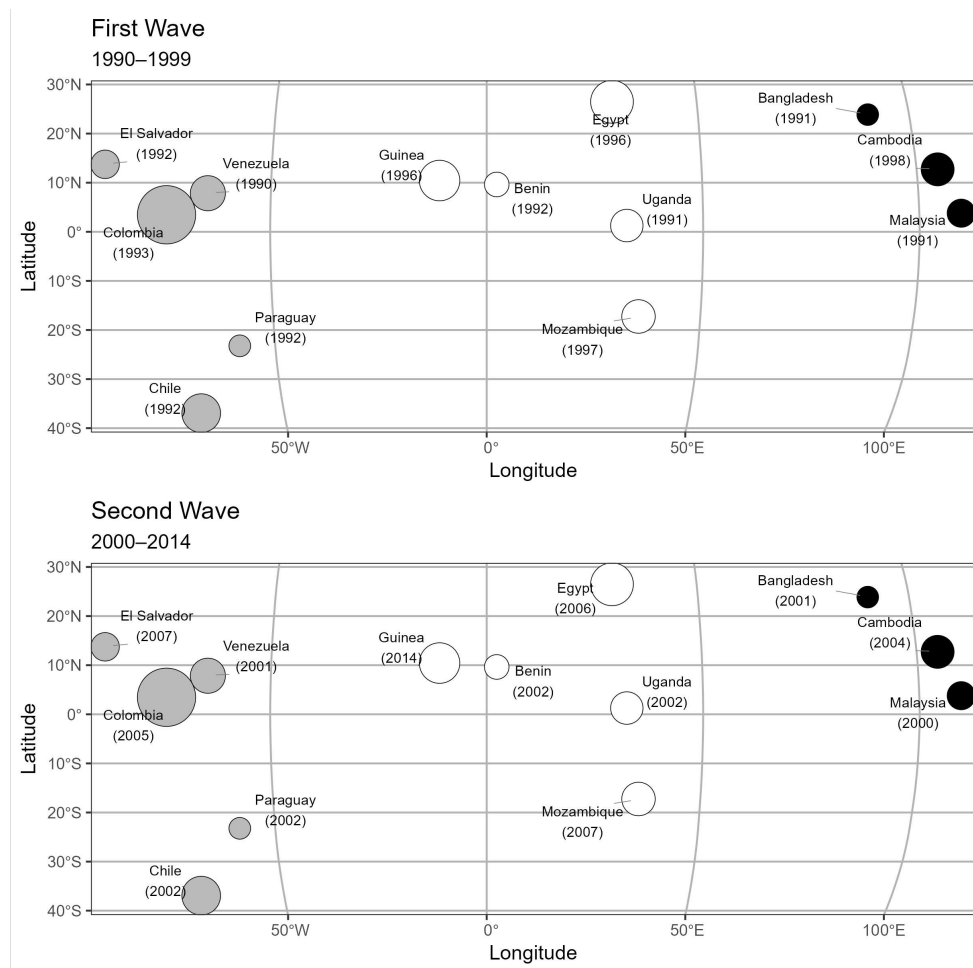 First Wave
1990–1999
30°N
20°N
10°N
0°
10°S
20°S
30°S
40°S
Latitude
El Salvador
(1992)
Venezuela
(1990)
Colombia
(1993)
Paraguay
(1992)
Chile
(1992)
Guinea
(1996)
Benin
(1992)
Egypt
(1996)
Uganda
(1991)
Mozambique
(1997)
Bangladesh
(1991)
Cambodia
(1998)
Malaysia
(1991)
50°W
0°
50°E
100°E
Longitude
Second Wave
2000–2014
30°N
20°N
10°N
0°
10°S
20°S
30°S
40°S
Latitude
El Salvador
(2007)
Venezuela
(2001)
Colombia
(2005)
Paraguay
(2002)
Chile
(2002)
Guinea
(2014)
Benin
(2002)
Egypt
(2006)
Uganda
(2002)
Mozambique
(2007)
Bangladesh
(2001)
Cambodia
(2004)
Malaysia
(2000)
50°W
0°
50°E
100°E
Longitude